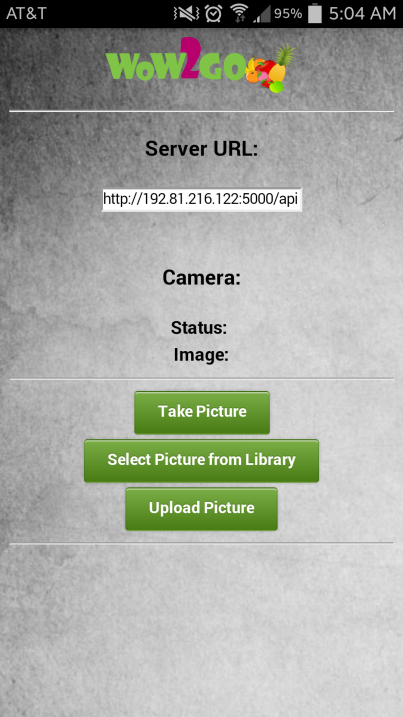 AT&T 95% 5:04 AM
WOW2GO
Server URL:
http://192.81.216.122:5000/api
Camera:
Status:
Image:
Take Picture
Select Picture from Library
Upload Picture